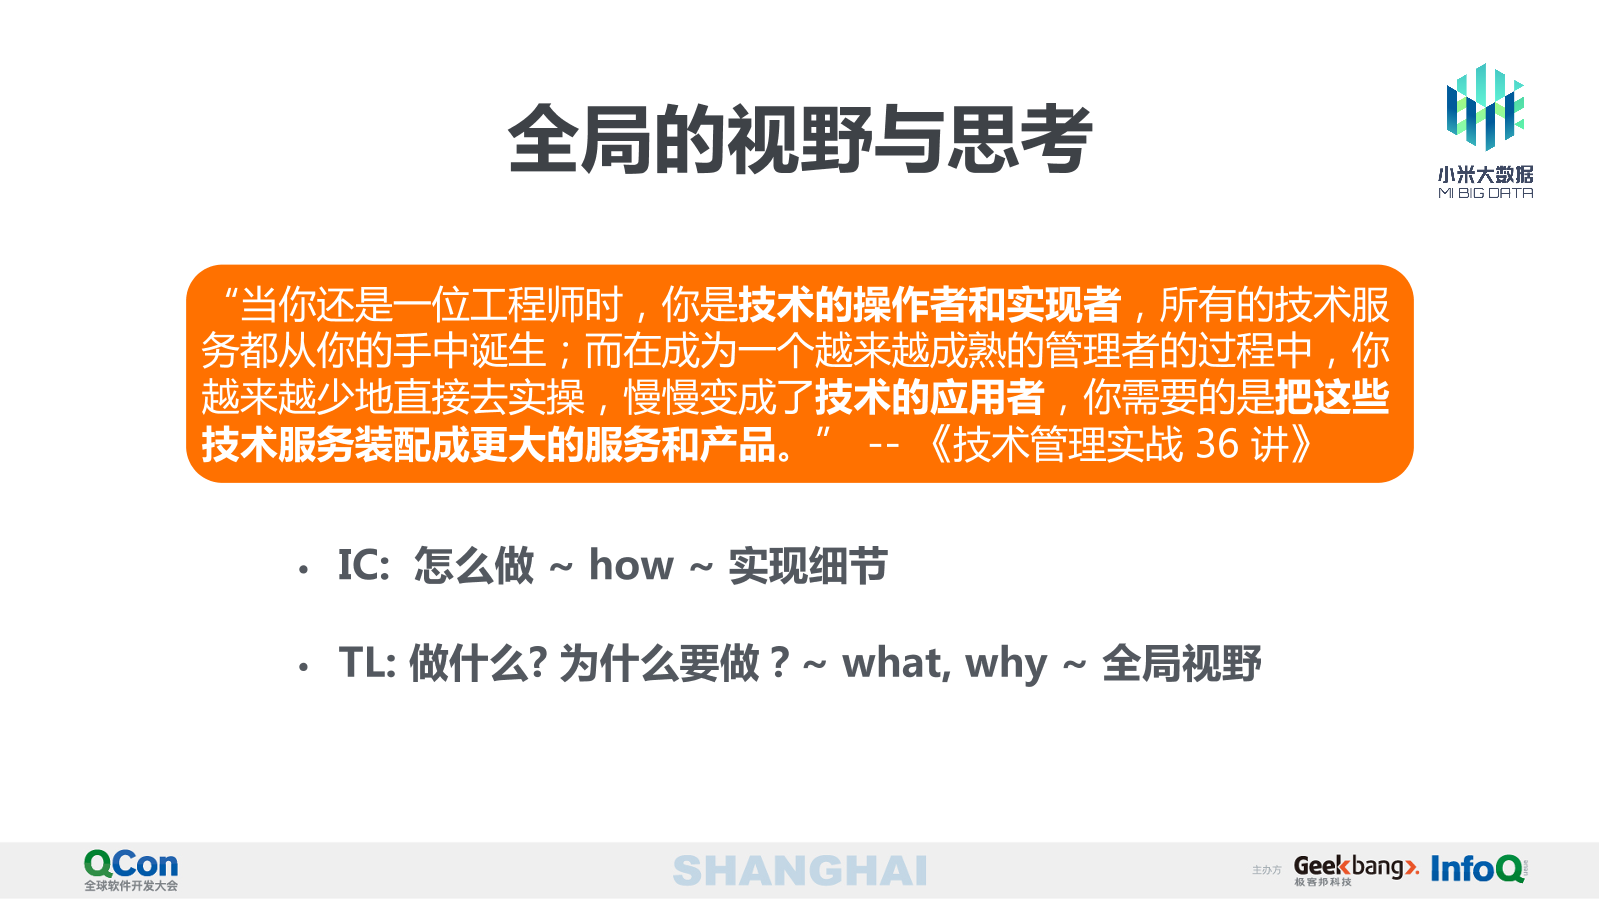 全局的视野与思考
小米大数据
MI BIG DATA
“当你还是一位工程师时，你是技术的操作者和实现者，所有的技术服
务都从你的手中诞生；而在成为一个越来越成熟的管理者的过程中，你
越来越少地直接去实操，慢慢变成了技术的应用者，你需要的是把这些
技术服务装配成更大的服务和产品。” -- 《技术管理实战 36 讲》
• IC: 怎么做 ~ how ~ 实现细节
• TL: 做什么? 为什么要做？~ what, why ~ 全局视野
QCon
全球软件开发大会
SHANGHAI
主办方
Geekbang>.
极客邦科技
InfoQ